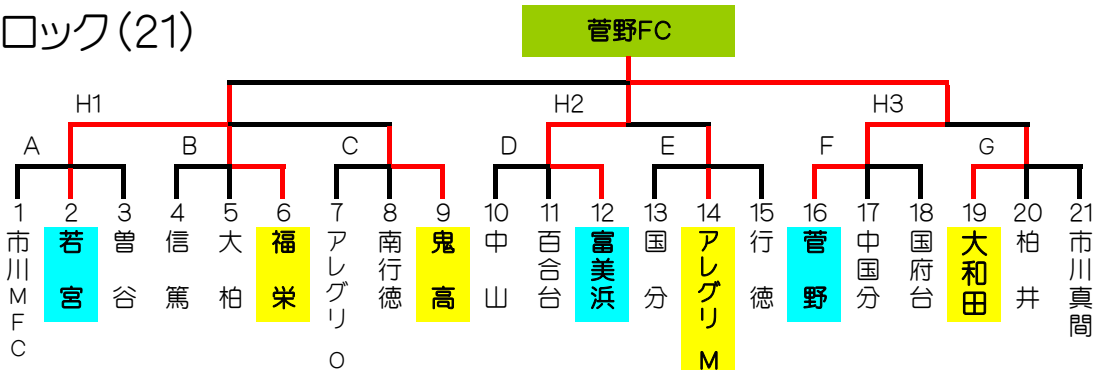 ロック(21)
菅野FC
H1 H2 H3
A B C D E F G
1 2 3 4 5 6 7 8 9 10 11 12 13 14 15 16 17 18 19 20 21
市川MFC
若宮
曽谷
信篤
大柏
福栄
アレグリO
南行徳
鬼高
中山
百合台
富美浜
国分
アレグリM
行徳
菅野
中国分
国府台
大和田
柏井
市川真間